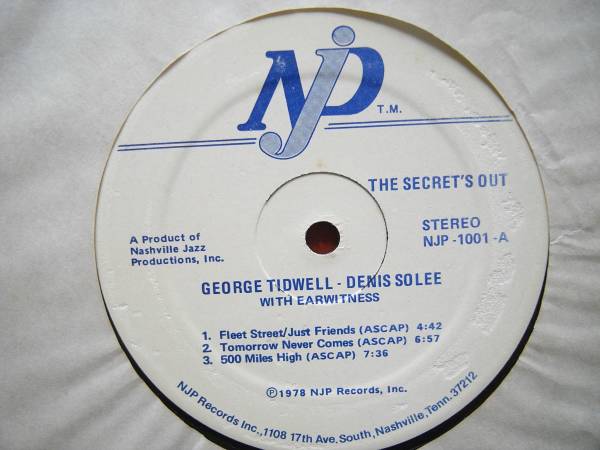 NJP
T.M.
THE SECRET'S OUT
STEREO
NJP -1001 -A
A Product of
Nashville Jazz
Productions, Inc.
GEORGE TIDWELL - DENIS SOLEE
WITH EARWITNESS
1. Fleet Street/Just Friends (ASCAP) 4:42
2. Tomorrow Never Comes (ASCAP) 6:57
3. 500 Miles High (ASCAP) 7:36
Ⓟ1978 NJP Records, Inc.
NJP Records Inc.,1108 17th Ave. South, Nashville,Tenn. 37212